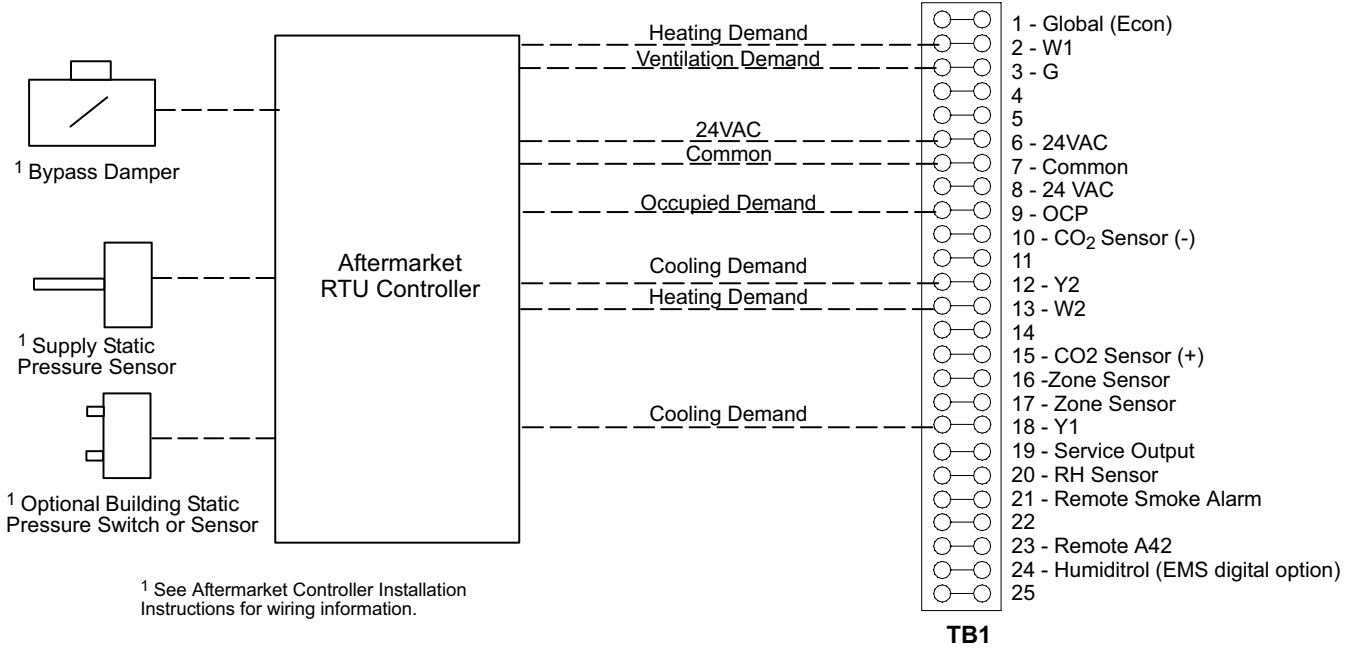 1 Bypass Damper
1 Supply Static
Pressure Sensor
1 Optional Building Static
Pressure Switch or Sensor
Aftermarket
RTU Controller
Heating Demand
Ventilation Demand
24VAC
Common
Occupied Demand
Cooling Demand
Heating Demand
Cooling Demand
1 - Global (Econ)
2 - W1
3 - G
4
5
6 - 24VAC
7 - Common
8 - 24 VAC
9 - OCP
10 - CO2 Sensor (-)
11
12 - Y2
13 - W2
14
15 - CO2 Sensor (+)
16 -Zone Sensor
17 - Zone Sensor
18 - Y1
19 - Service Output
20 - RH Sensor
21 - Remote Smoke Alarm
22
23 - Remote A42
24 - Humiditrol (EMS digital option)
25
TB1
1 See Aftermarket Controller Installation
Instructions for wiring information.